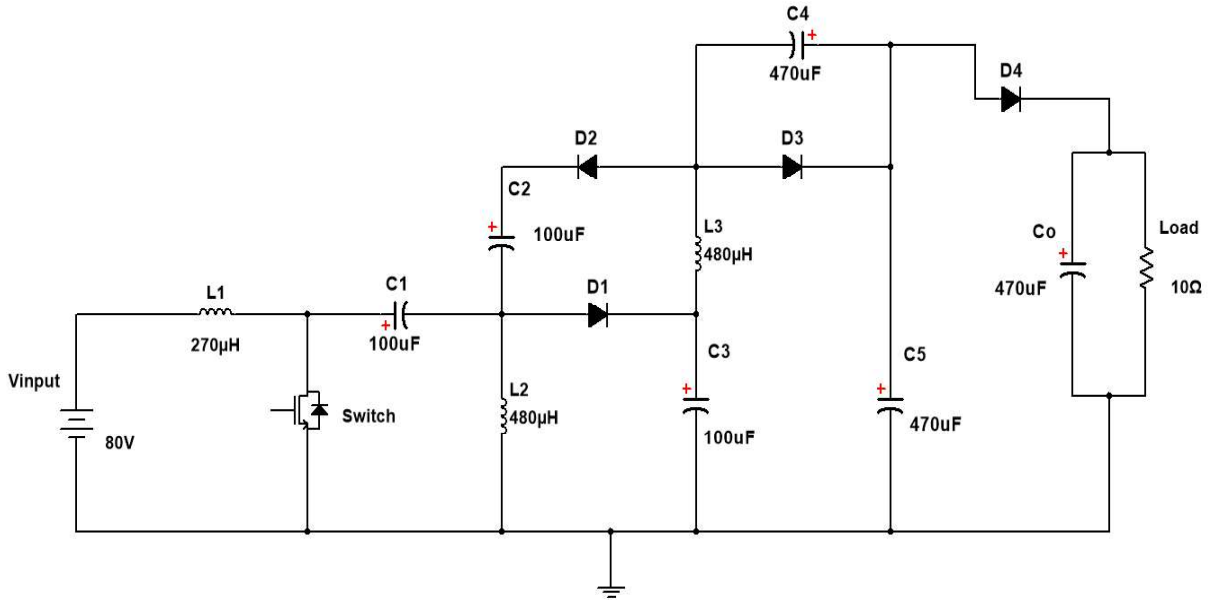 C4
+
470uF
D4
D2
D3
C2
+
100uF
L3
480µH
Co
+
470uF
Load
10Ω
L1
270µH
C1
+
100uF
D1
C3
+
100uF
C5
+
470uF
Vinput
80V
Switch
L2
480µH